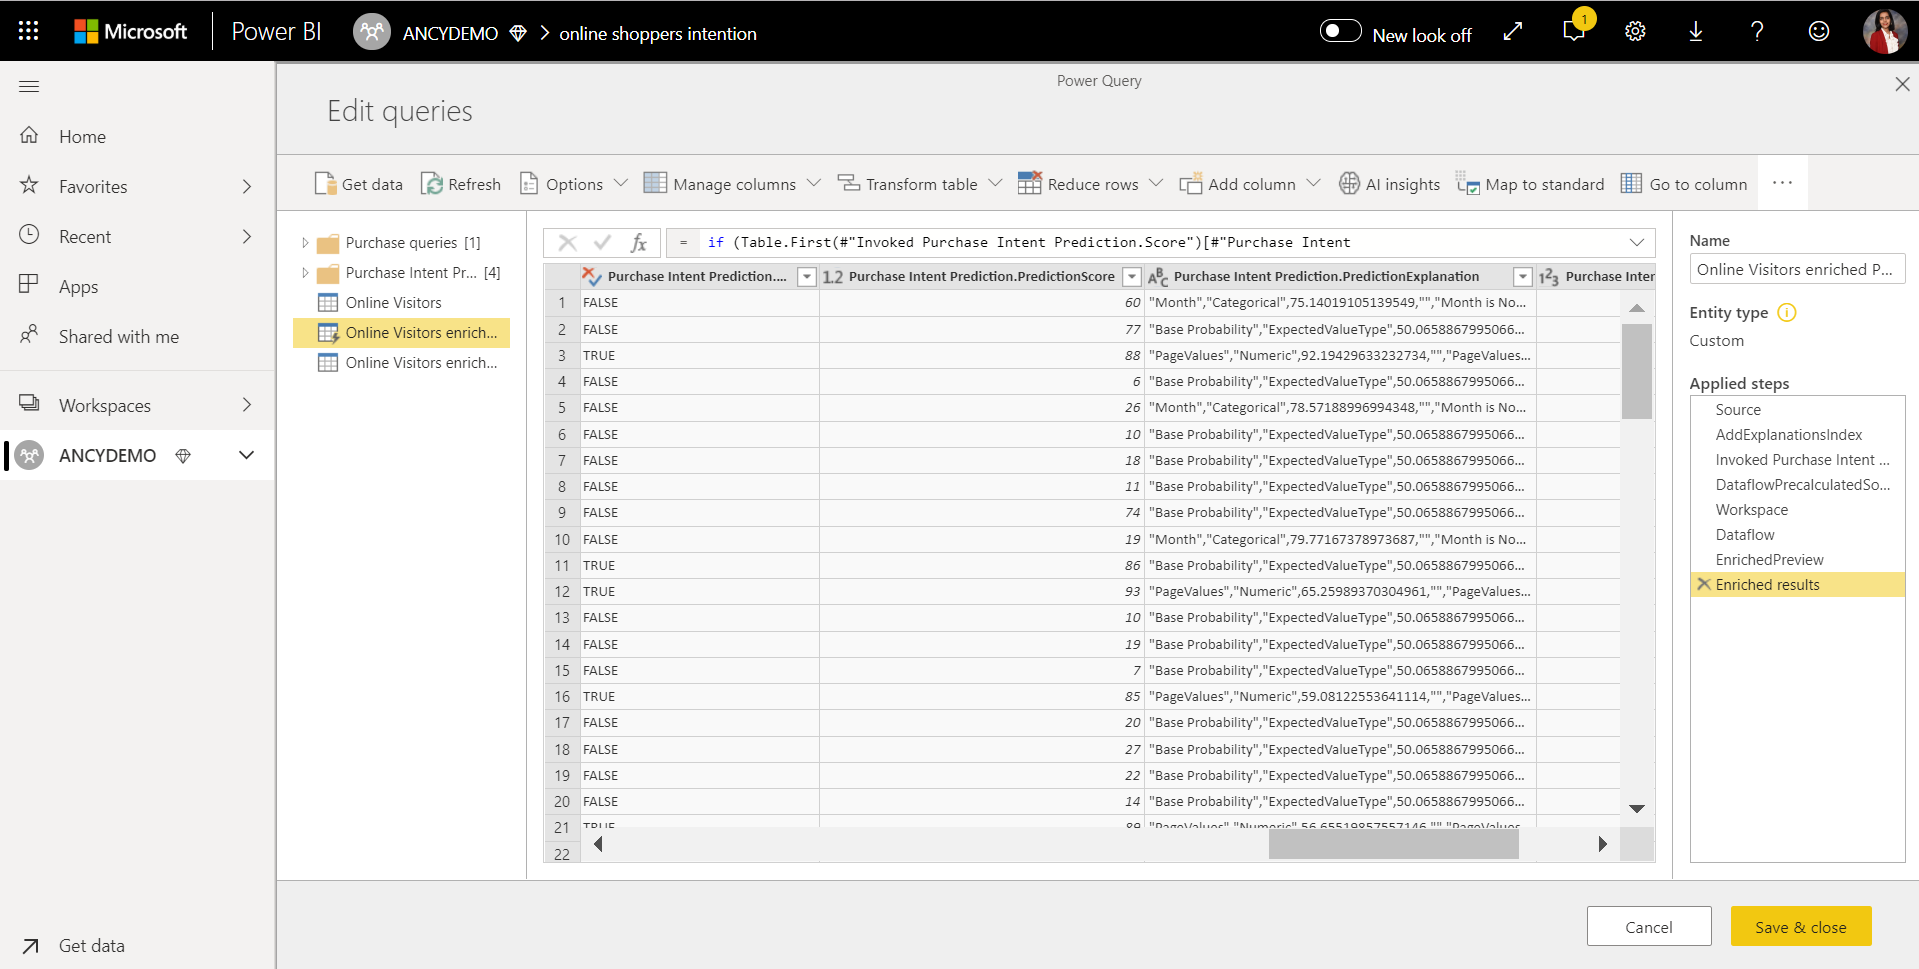 Microsoft Power BI ANCYDEMO online shoppers intention New look off 1
Power Query
Edit queries
Home
Favorites
Recent
Apps
Shared with me
Workspaces
ANCYDEMO
Get data
Get data Refresh Options Manage columns Transform table Reduce rows Add column AI insights Map to standard Go to column ...
Purchase queries [1]
Purchase Intent Pr... [4]
Online Visitors
Online Visitors enrich...
Online Visitors enrich...
fx = if (Table.First(#"Invoked Purchase Intent Prediction.Score")[#"Purchase Intent
Purchase Intent Prediction.... 1.2 Purchase Intent Prediction.PredictionScore ABC Purchase Intent Prediction.PredictionExplanation 123 Purchase Inter
1 FALSE 60 "Month","Categorical",75.14019105139549,"","Month is No...
2 FALSE 77 "Base Probability","ExpectedValueType",50.0658867995066...
3 TRUE 88 "PageValues","Numeric",92.19429633232734,"","PageValues...
4 FALSE 6 "Base Probability","ExpectedValueType",50.0658867995066...
5 FALSE 26 "Month","Categorical",78.57188996994348,"","Month is No...
6 FALSE 10 "Base Probability","ExpectedValueType",50.0658867995066...
7 FALSE 18 "Base Probability","ExpectedValueType",50.0658867995066...
8 FALSE 11 "Base Probability","ExpectedValueType",50.0658867995066...
9 FALSE 74 "Base Probability","ExpectedValueType",50.0658867995066...
10 FALSE 19 "Month","Categorical",79.77167378973687,"","Month is No...
11 TRUE 86 "Base Probability","ExpectedValueType",50.0658867995066...
12 TRUE 93 "PageValues","Numeric",65.25989370304961,"","PageValues...
13 FALSE 10 "Base Probability","ExpectedValueType",50.0658867995066...
14 FALSE 19 "Base Probability","ExpectedValueType",50.0658867995066...
15 FALSE 7 "Base Probability","ExpectedValueType",50.0658867995066...
16 TRUE 85 "PageValues","Numeric",59.08122553641114,"","PageValues...
17 FALSE 20 "Base Probability","ExpectedValueType",50.0658867995066...
18 FALSE 27 "Base Probability","ExpectedValueType",50.0658867995066...
19 FALSE 22 "Base Probability","ExpectedValueType",50.0658867995066...
20 FALSE 14 "Base Probability","ExpectedValueType",50.0658867995066...
21 TRUE 89 "PageValues","Numeric",56.65519857557146,"","PageValues...
22
Name
Online Visitors enriched P...
Entity type
Custom
Applied steps
Source
AddExplanationsIndex
Invoked Purchase Intent ...
DataflowPrecalculatedSo...
Workspace
Dataflow
EnrichedPreview
Enriched results
Cancel Save & close